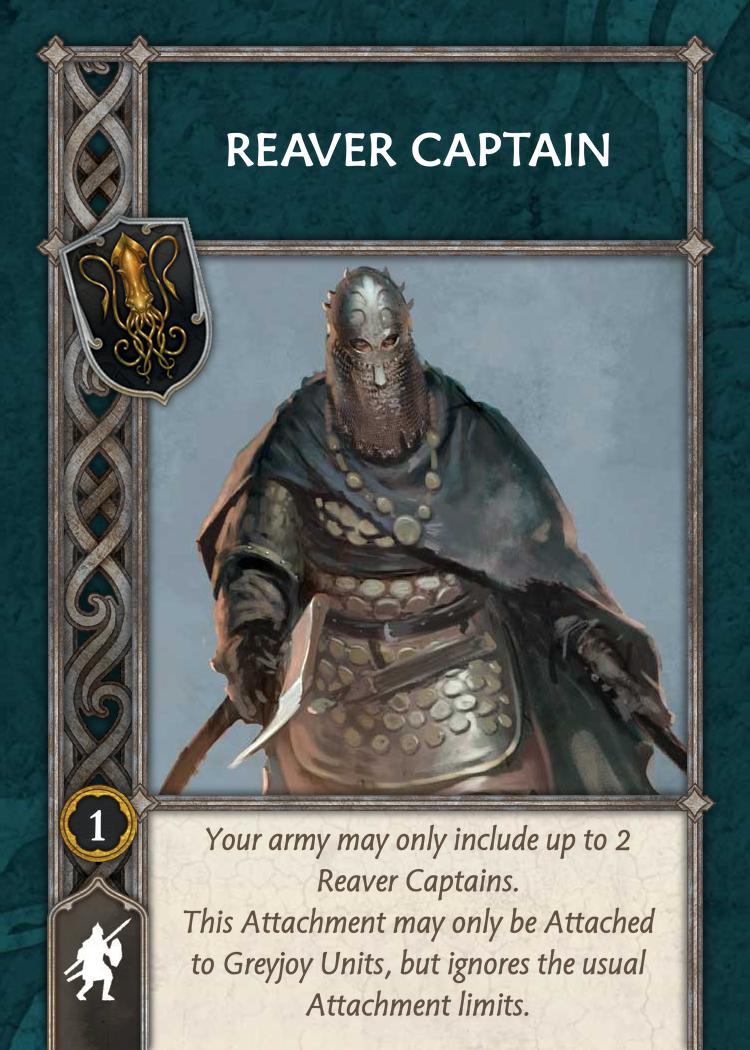 REAVER CAPTAIN
1
Your army may only include up to 2
Reaver Captains.
This Attachment may only be Attached
to Greyjoy Units, but ignores the usual
Attachment limits.